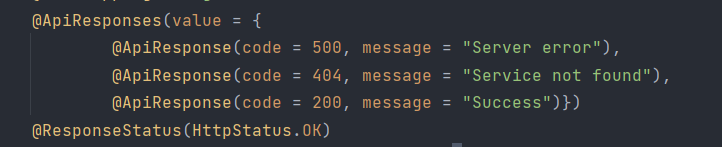 @ApiResponses(value = {
@ApiResponse(code = 500, message = "Server error"),
@ApiResponse(code = 404, message = "Service not found"),
@ApiResponse(code = 200, message = "Success")})
@ResponseStatus(HttpStatus.OK)